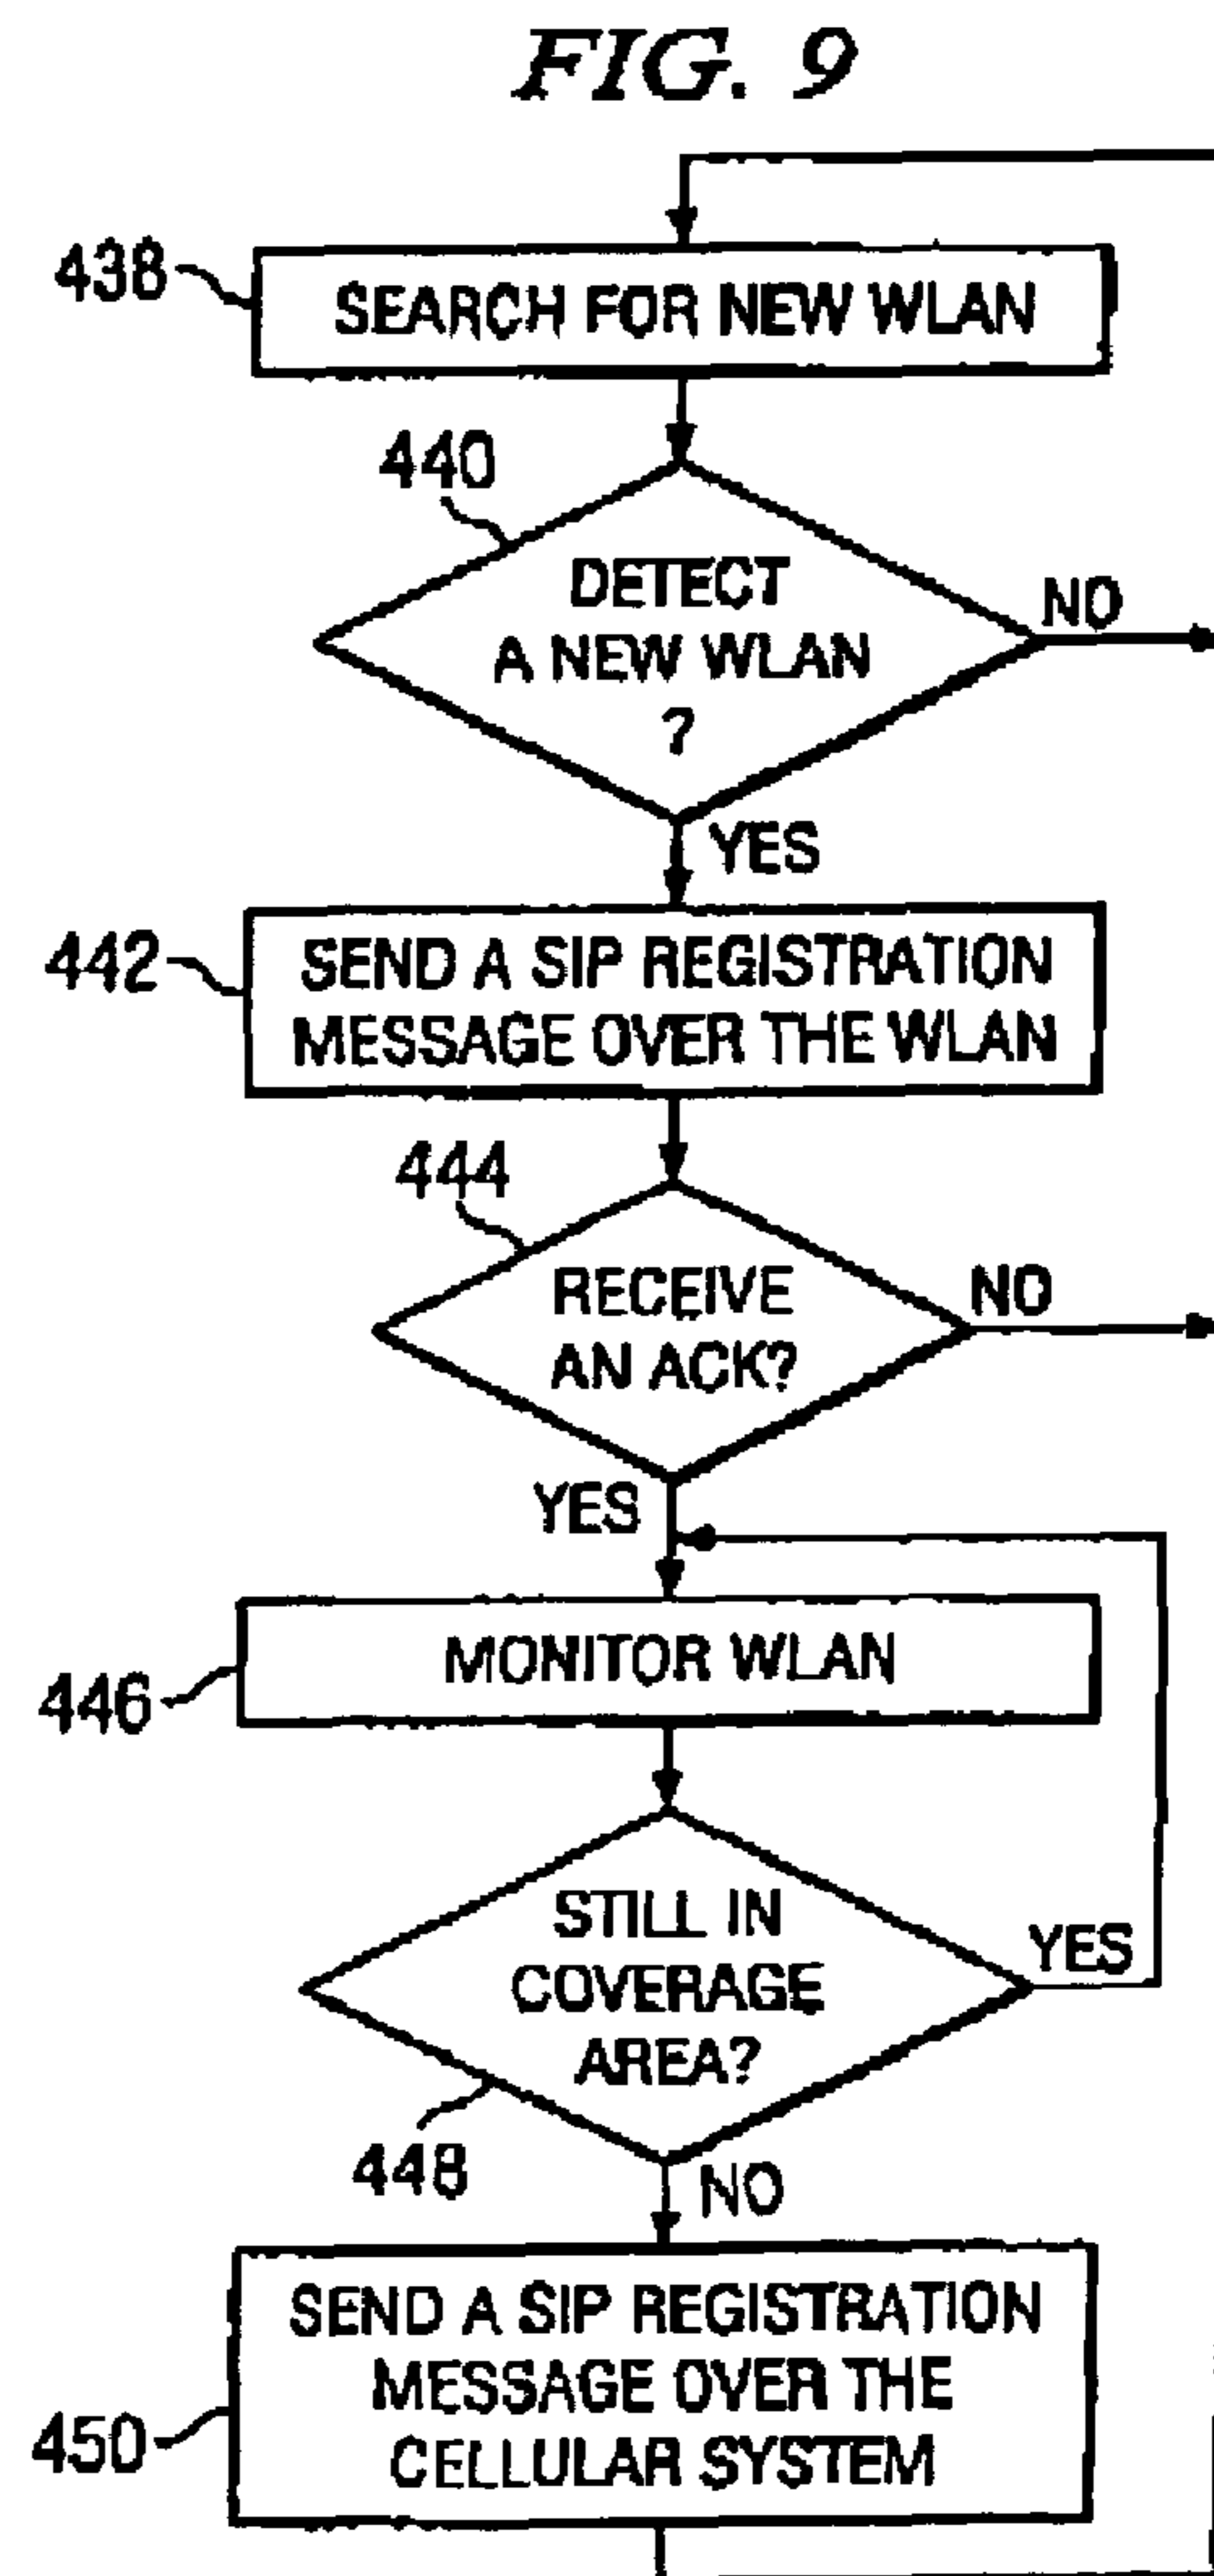 FIG. 9
438
SEARCH FOR NEW WLAN
440
DETECT
A NEW WLAN
?
NO
YES
442
SEND A SIP REGISTRATION
MESSAGE OVER THE WLAN
444
RECEIVE
AN ACK?
NO
YES
446
MONITOR WLAN
STILL IN
COVERAGE
AREA?
YES
448
NO
450
SEND A SIP REGISTRATION
MESSAGE OVER THE
CELLULAR SYSTEM